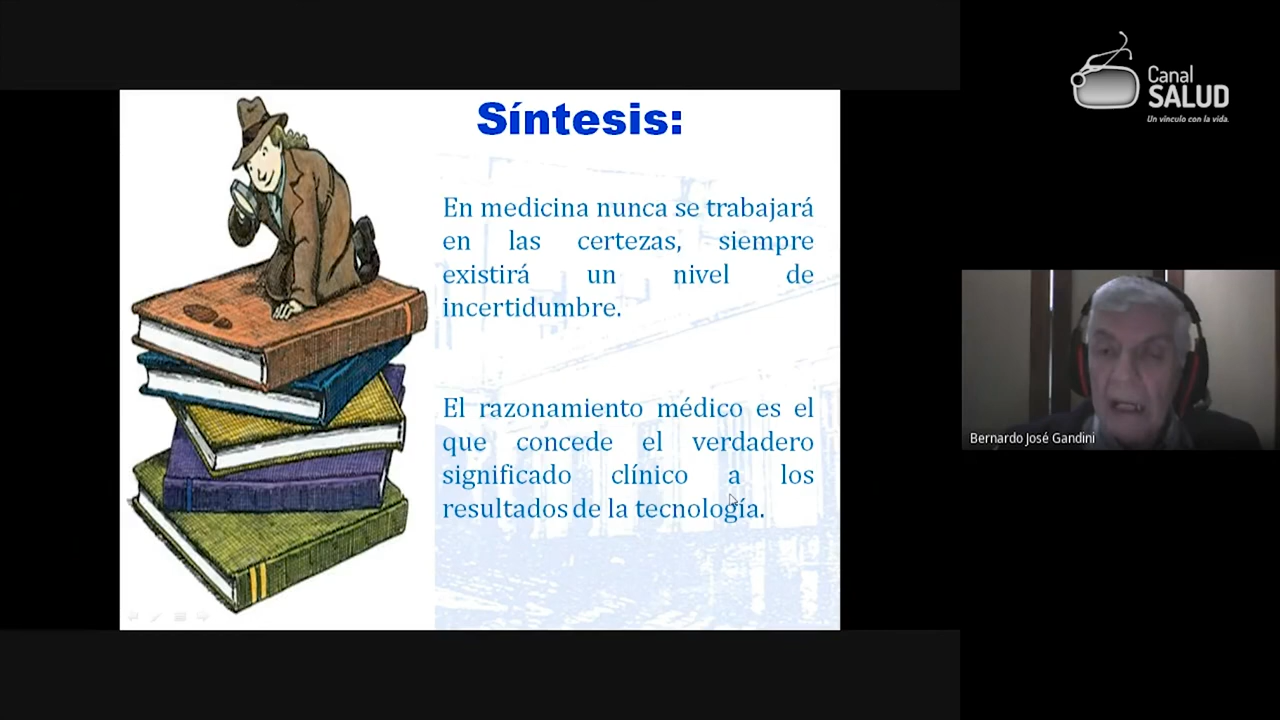 Síntesis:
En medicina nunca se trabajará
en las certezas, siempre
existirá un nivel de
incertidumbre.
El razonamiento médico es el
que concede el verdadero
significado clínico a los
resultados de la tecnología.
Canal
SALUD
Un vínculo con la vida.
Bernardo José Gandini